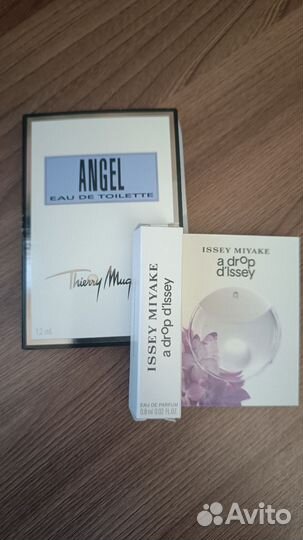 ANGEL
EAU DE TOILETTE
Thierry Mug
1.2 mL
ISSEY MIYAKE
a drop d'Issey
EAU DE PARFUM
0.8 ml 0.02 FL.OZ
ISSEY MIYAKE
a drop
d'Issey
Avito